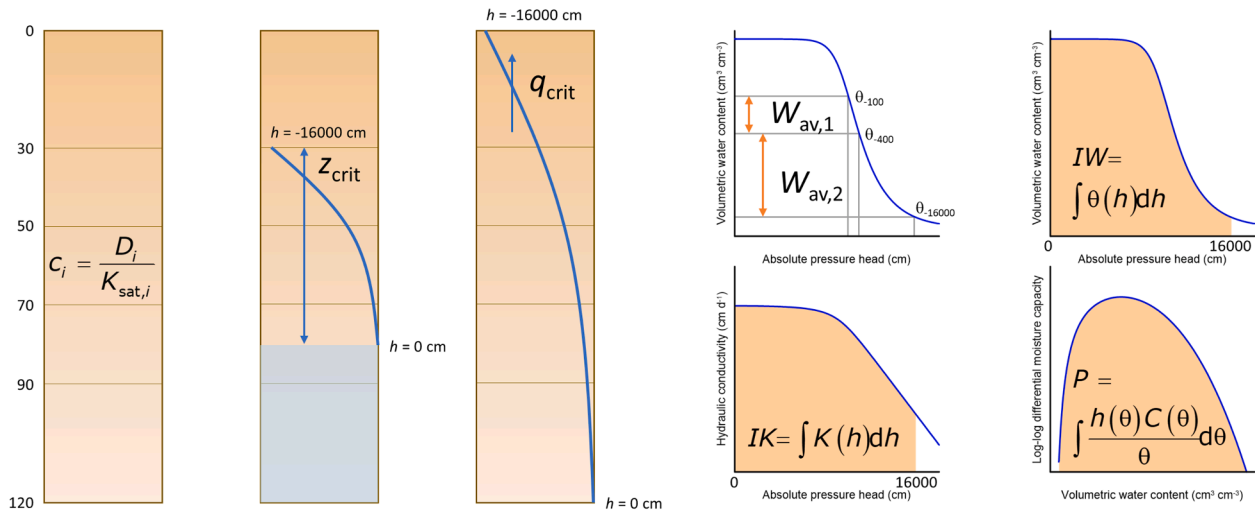 0
30
50
70
90
120
c_i = D_i / K_sat,i
h = -16000 cm
z_crit
h = 0 cm
h = -16000 cm
q_crit
h = 0 cm
Volumetric water content (cm³ cm⁻³)
W_av,1
W_av,2
θ_-100
θ_-400
θ_-16000
Absolute pressure head (cm)
Volumetric water content (cm³ cm⁻³)
IW=
∫ θ(h)dh
0
16000
Absolute pressure head (cm)
Hydraulic conductivity (cm d⁻¹)
IK= ∫ K(h)dh
0
16000
Absolute pressure head (cm)
Log-log differential moisture capacity
P =
∫ h(θ)C(θ) / θ dθ
Volumetric water content (cm³ cm⁻³)